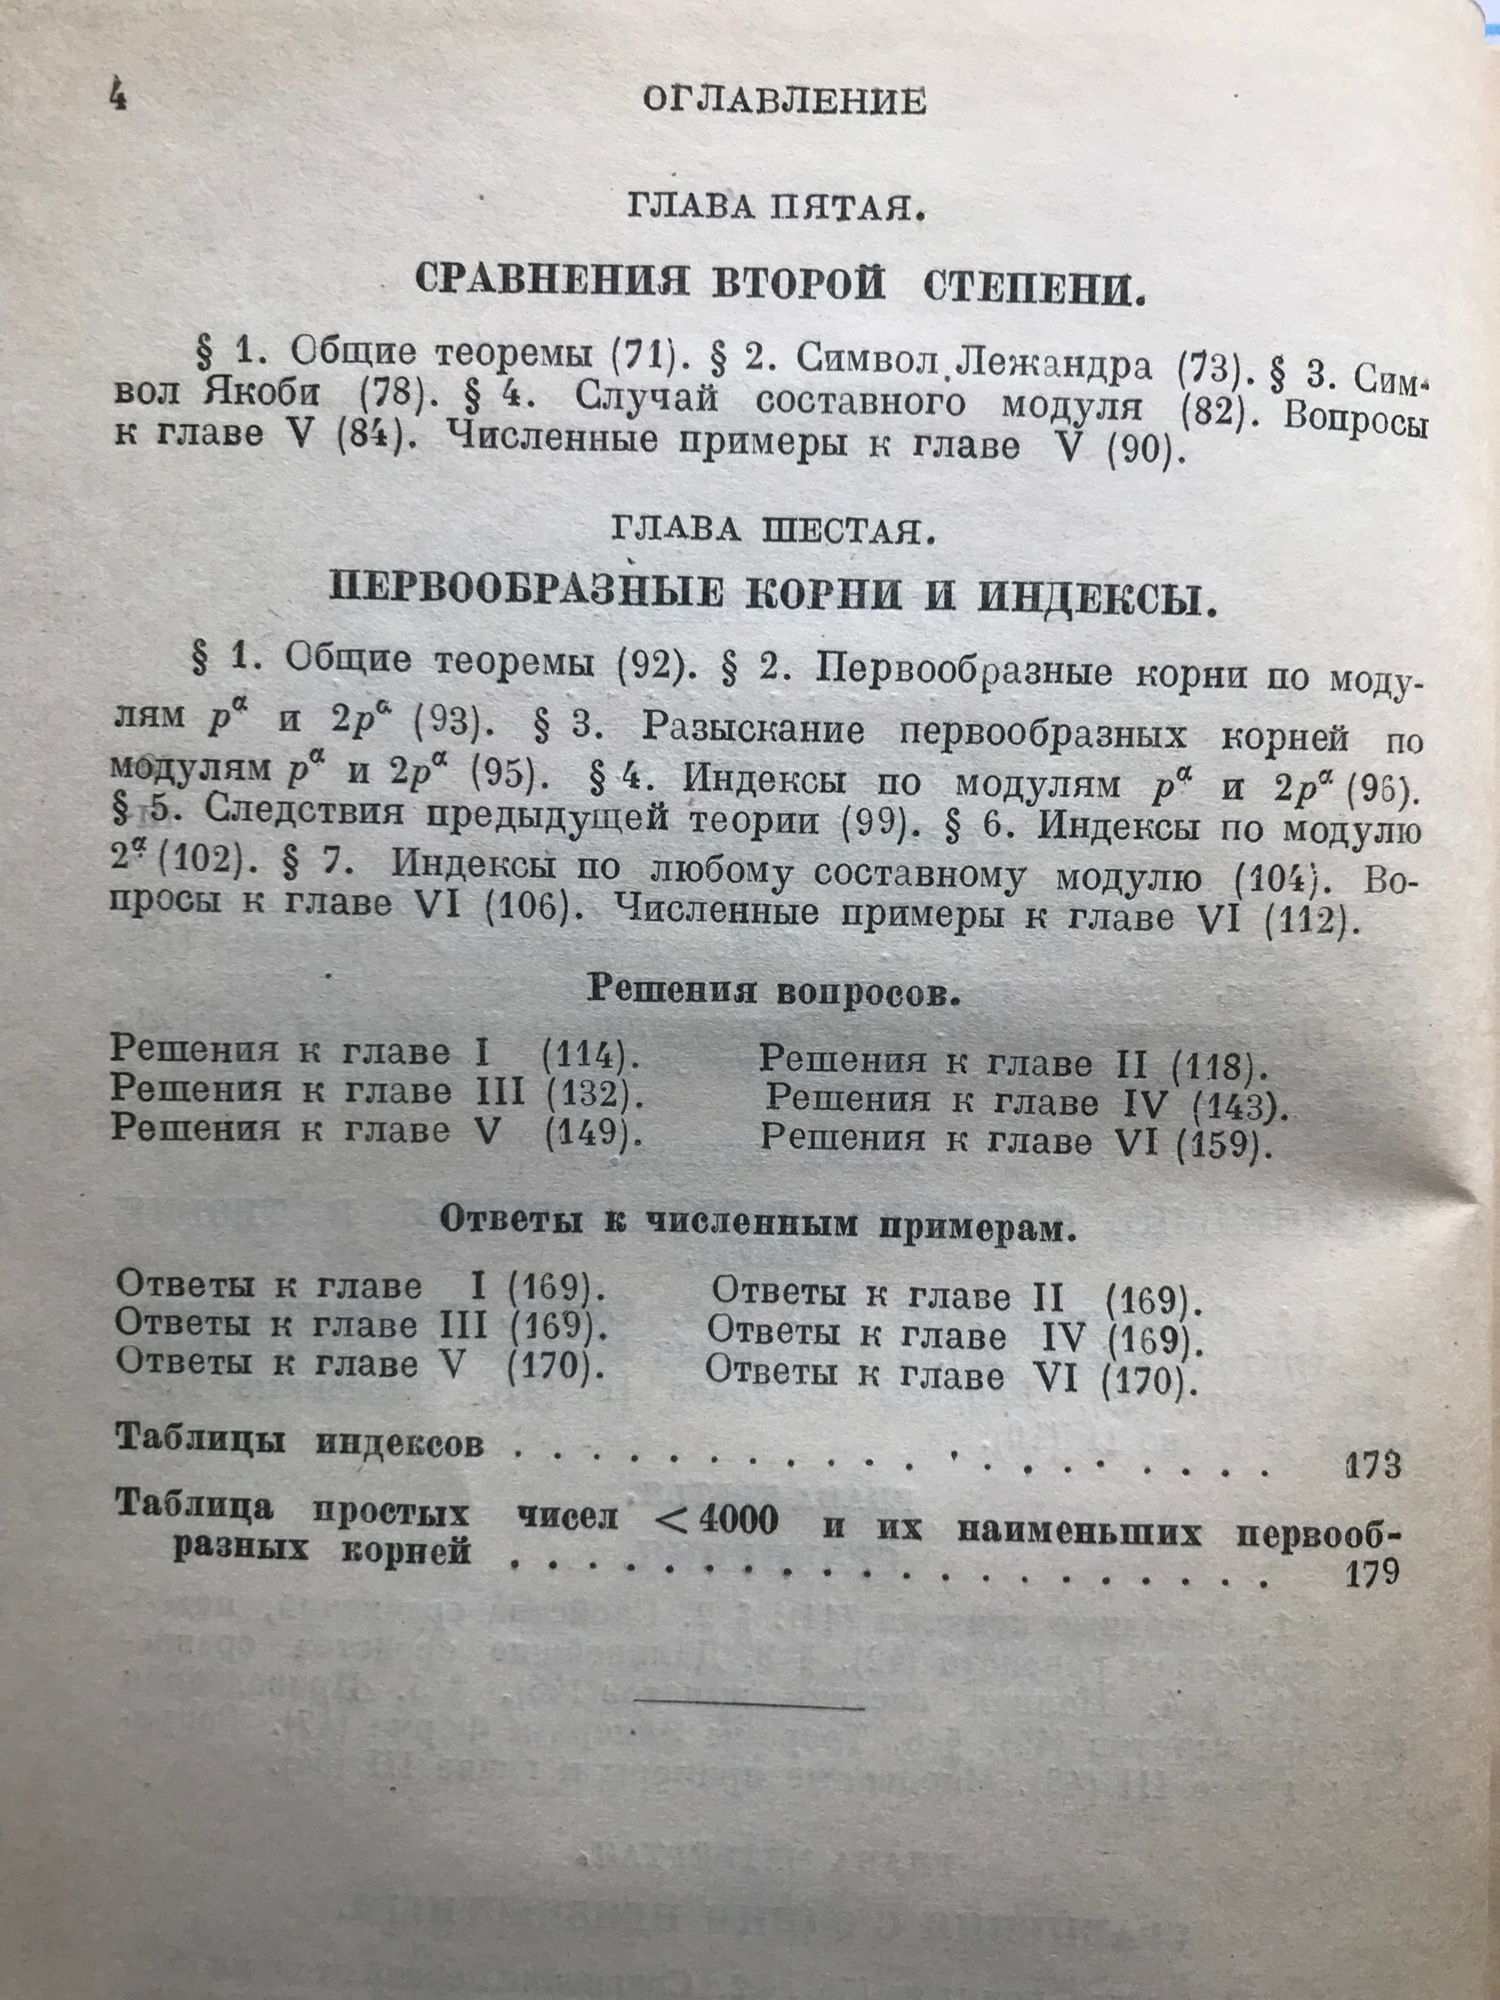 4 ОГЛАВЛЕНИЕ
ГЛАВА ПЯТАЯ.
СРАВНЕНИЯ ВТОРОЙ СТЕПЕНИ.
§ 1. Общие теоремы (71). § 2. Символ Лежандра (73). § 3. Сим-
вол Якоби (78). § 4. Случай составного модуля (82). Вопросы
к главе V (84). Численные примеры к главе V (90).
ГЛАВА ШЕСТАЯ.
ПЕРВООБРАЗНЫЕ КОРНИ И ИНДЕКСЫ.
§ 1. Общие теоремы (92). § 2. Первообразные корни по моду-
лям p^α и 2p^α (93). § 3. Разыскание первообразных корней по
модулям p^α и 2p^α (95). § 4. Индексы по модулям p^α и 2p^α (96).
§ 5. Следствия предыдущей теории (99). § 6. Индексы по модулю
2^α (102). § 7. Индексы по любому составному модулю (104). Во-
просы к главе VI (106). Численные примеры к главе VI (112).
Решения вопросов.
Решения к главе I (114). Решения к главе II (118).
Решения к главе III (132). Решения к главе IV (143).
Решения к главе V (149). Решения к главе VI (159).
Ответы к численным примерам.
Ответы к главе I (169). Ответы к главе II (169).
Ответы к главе III (169). Ответы к главе IV (169).
Ответы к главе V (170). Ответы к главе VI (170).
Таблицы индексов . . . . . . . . . . . . . . . . . . . . 173
Таблица простых чисел < 4000 и их наименьших первооб-
разных корней . . . . . . . . . . . . . . . . . . . . 179